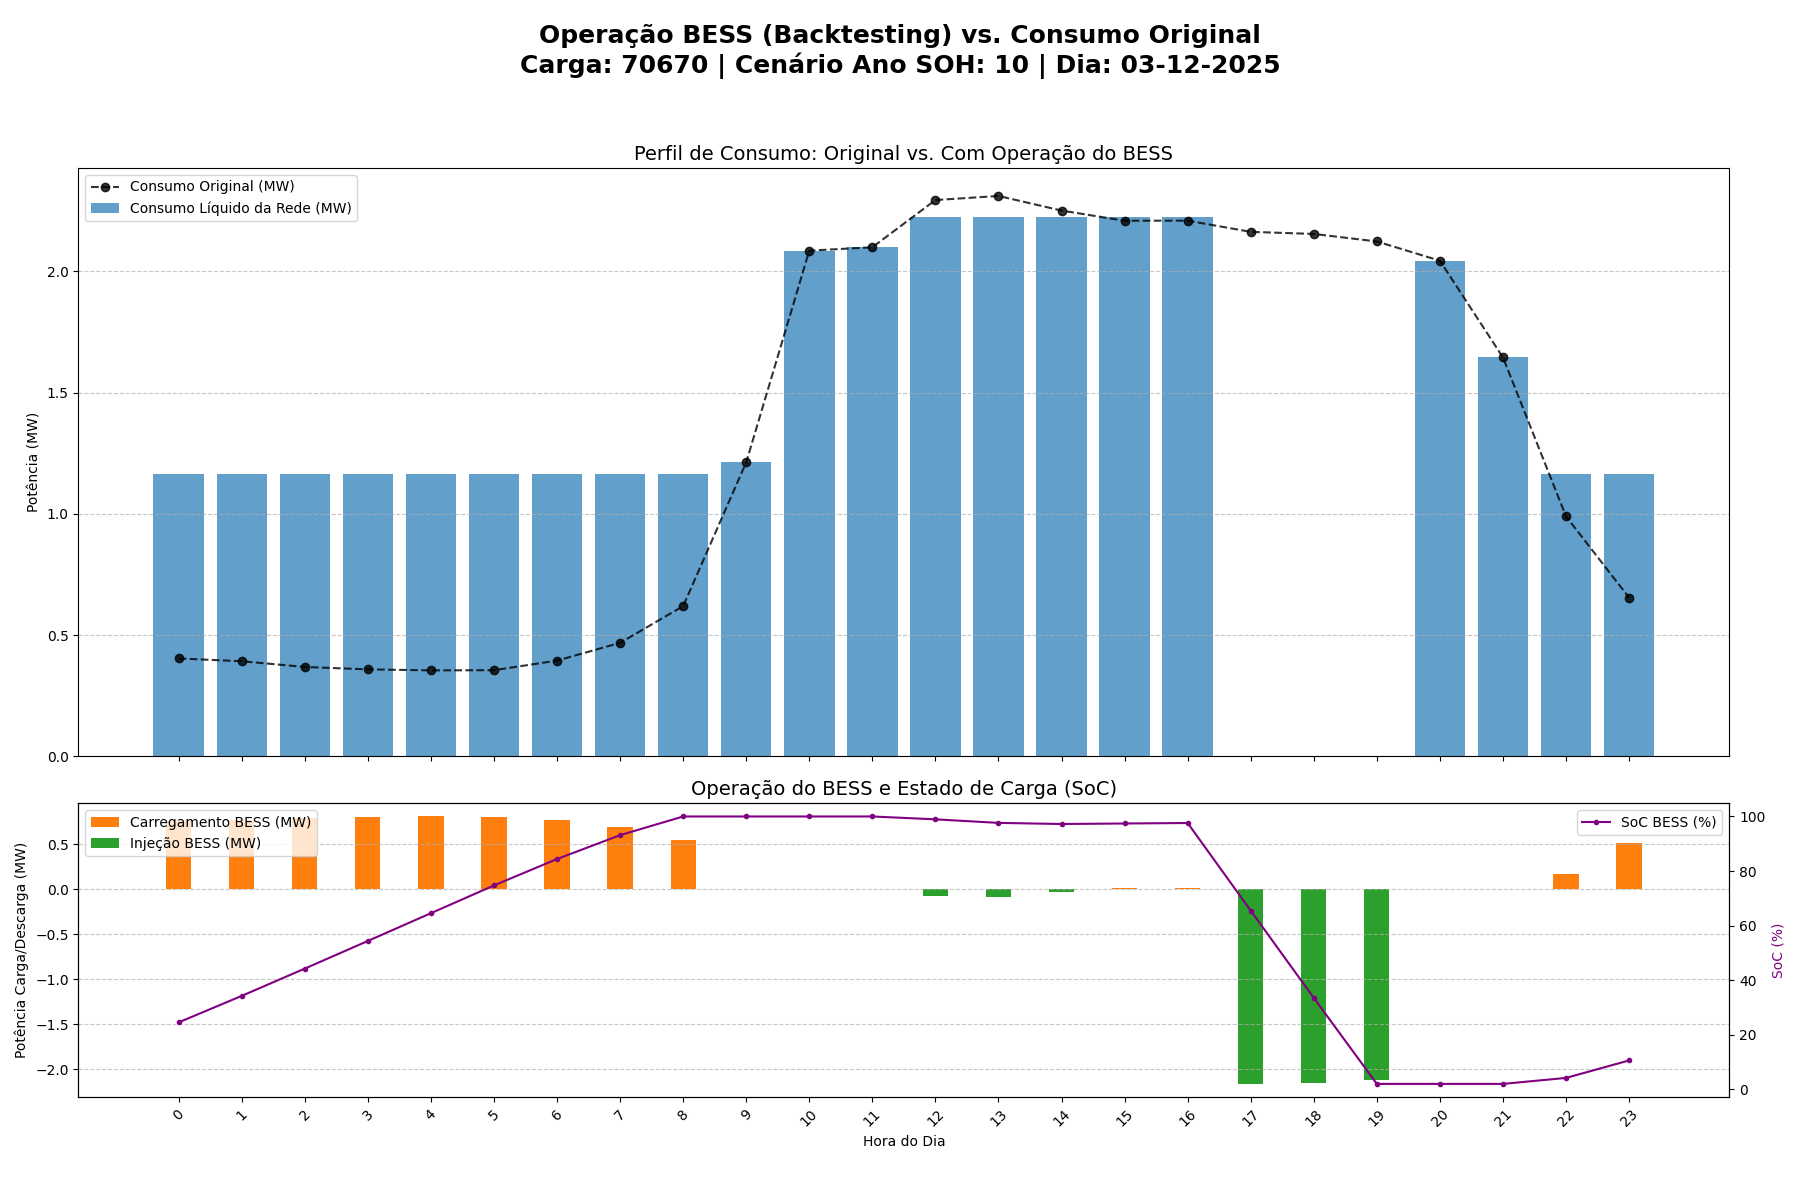 Operação BESS (Backtesting) vs. Consumo Original
Carga: 70670 | Cenário Ano SOH: 10 | Dia: 03-12-2025
Perfil de Consumo: Original vs. Com Operação do BESS
Consumo Original (MW)
Consumo Líquido da Rede (MW)
Potência (MW)
2.0
1.5
1.0
0.5
0.0
Operação do BESS e Estado de Carga (SoC)
Carregamento BESS (MW)
Injeção BESS (MW)
SoC BESS (%)
Potência Carga/Descarga (MW)
0.5
0.0
−0.5
−1.0
−1.5
−2.0
100
80
60
40
20
0
SoC (%)
0 1 2 3 4 5 6 7 8 9 10 11 12 13 14 15 16 17 18 19 20 21 22 23
Hora do Dia